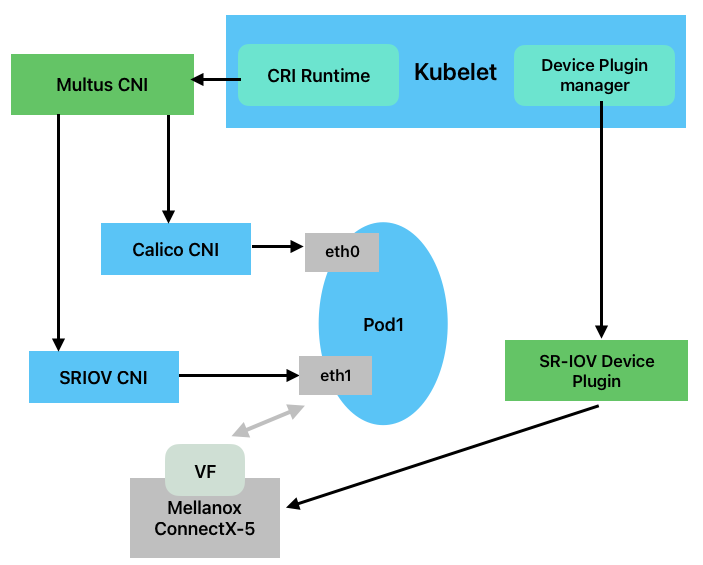 CRI Runtime
Kubelet
Device Plugin
manager
Multus CNI
Calico CNI
eth0
Pod1
SRIOV CNI
eth1
SR-IOV Device
Plugin
VF
Mellanox
ConnectX-5